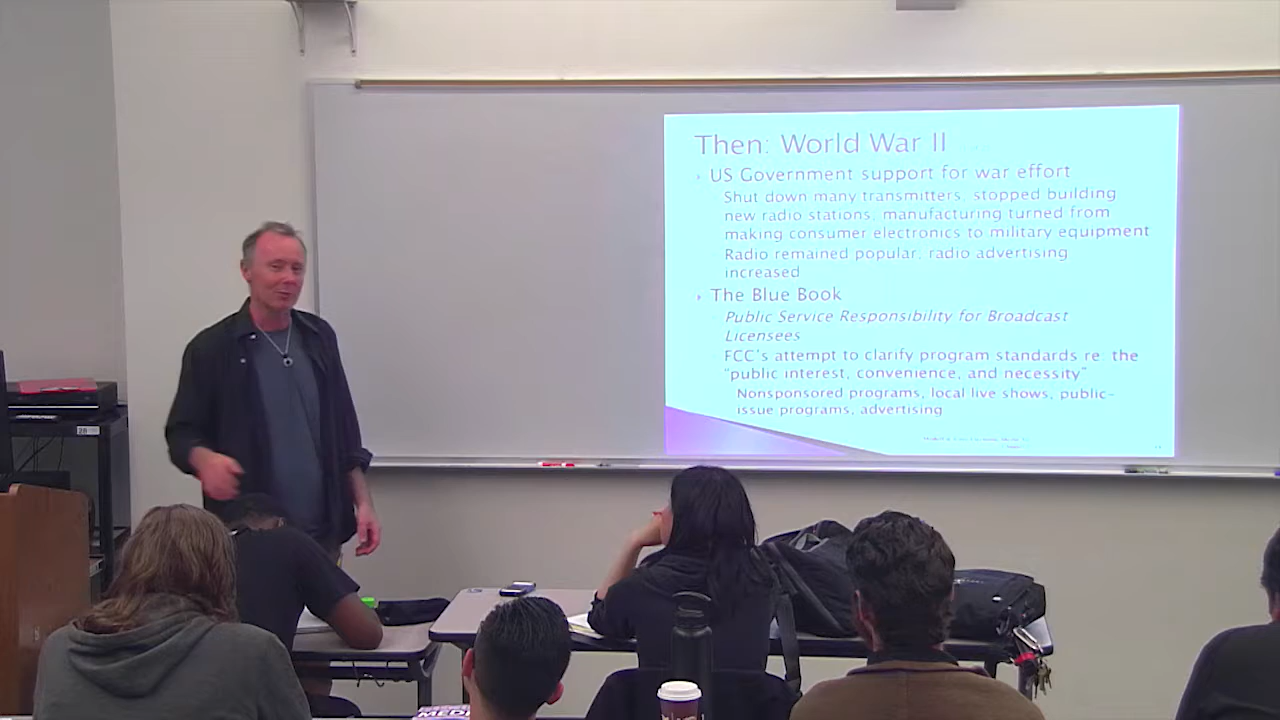 Then: World War II
US Government support for war effort
Shut down many transmitters, stopped building
new radio stations, manufacturing turned from
making consumer electronics to military equipment
Radio remained popular; radio advertising
increased
The Blue Book
Public Service Responsibility for Broadcast
Licensees
FCC's attempt to clarify program standards re: the
"public interest, convenience, and necessity"
Nonsponsored programs, local live shows, public-
issue programs, advertising
28